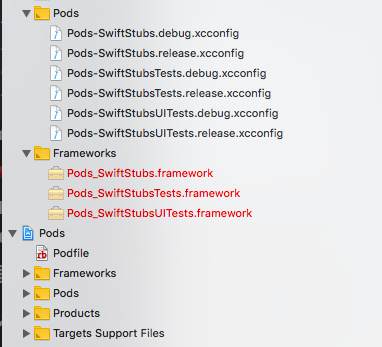 Pods
Pods-SwiftStubs.debug.xcconfig
Pods-SwiftStubs.release.xcconfig
Pods-SwiftStubsTests.debug.xcconfig
Pods-SwiftStubsTests.release.xcconfig
Pods-SwiftStubsUITests.debug.xcconfig
Pods-SwiftStubsUITests.release.xcconfig
Frameworks
Pods_SwiftStubs.framework
Pods_SwiftStubsTests.framework
Pods_SwiftStubsUITests.framework
Pods
Podfile
Frameworks
Pods
Products
Targets Support Files